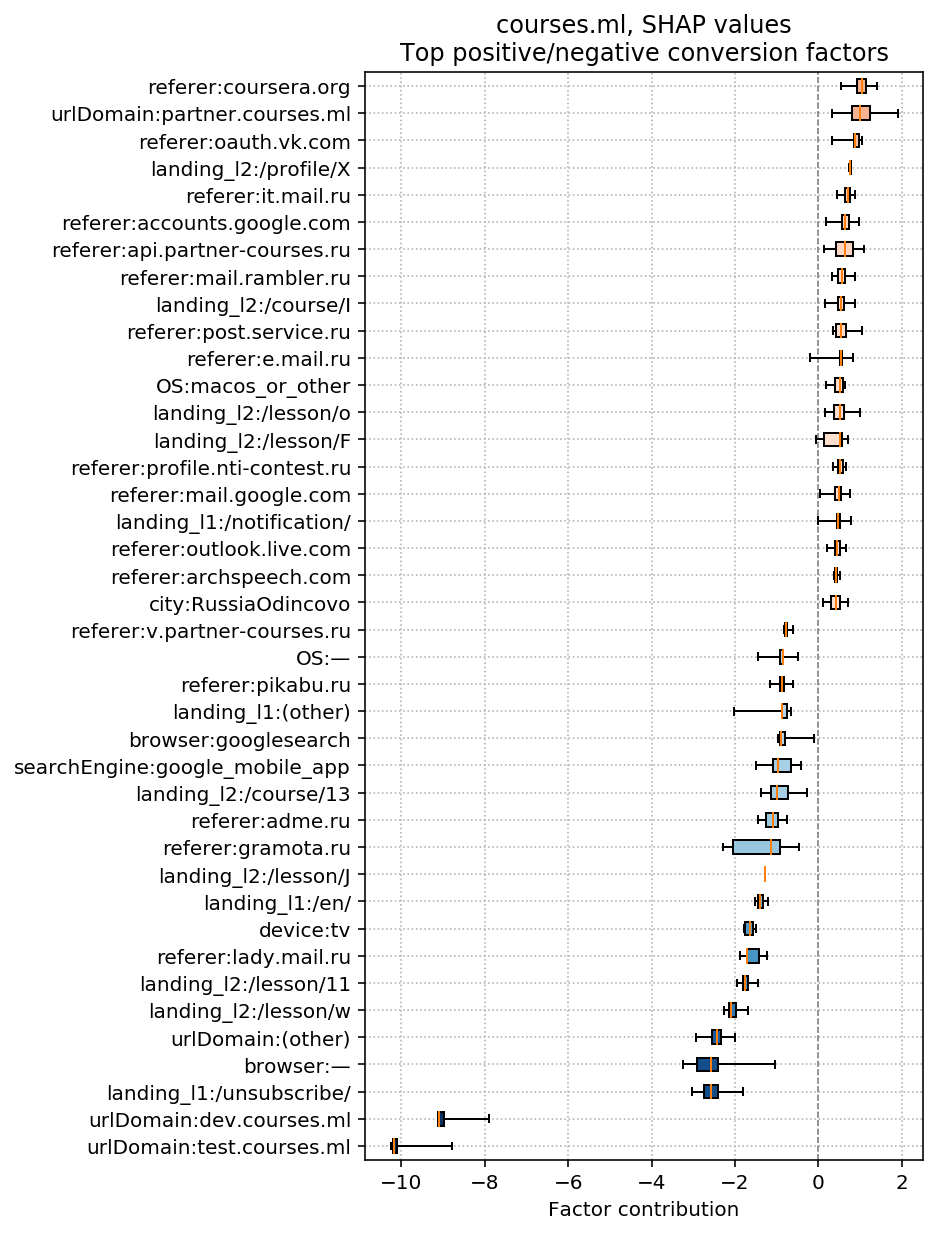 courses.ml, SHAP values
Top positive/negative conversion factors
referer:coursera.org
urlDomain:partner.courses.ml
referer:oauth.vk.com
landing_l2:/profile/X
referer:it.mail.ru
referer:accounts.google.com
referer:api.partner-courses.ru
referer:mail.rambler.ru
landing_l2:/course/I
referer:post.service.ru
referer:e.mail.ru
OS:macos_or_other
landing_l2:/lesson/o
landing_l2:/lesson/F
referer:profile.nti-contest.ru
referer:mail.google.com
landing_l1:/notification/
referer:outlook.live.com
referer:archspeech.com
city:RussiaOdincovo
referer:v.partner-courses.ru
OS:—
referer:pikabu.ru
landing_l1:(other)
browser:googlesearch
searchEngine:google_mobile_app
landing_l2:/course/13
referer:adme.ru
referer:gramota.ru
landing_l2:/lesson/J
landing_l1:/en/
device:tv
referer:lady.mail.ru
landing_l2:/lesson/11
landing_l2:/lesson/w
urlDomain:(other)
browser:—
landing_l1:/unsubscribe/
urlDomain:dev.courses.ml
urlDomain:test.courses.ml
−10 −8 −6 −4 −2 0 2
Factor contribution